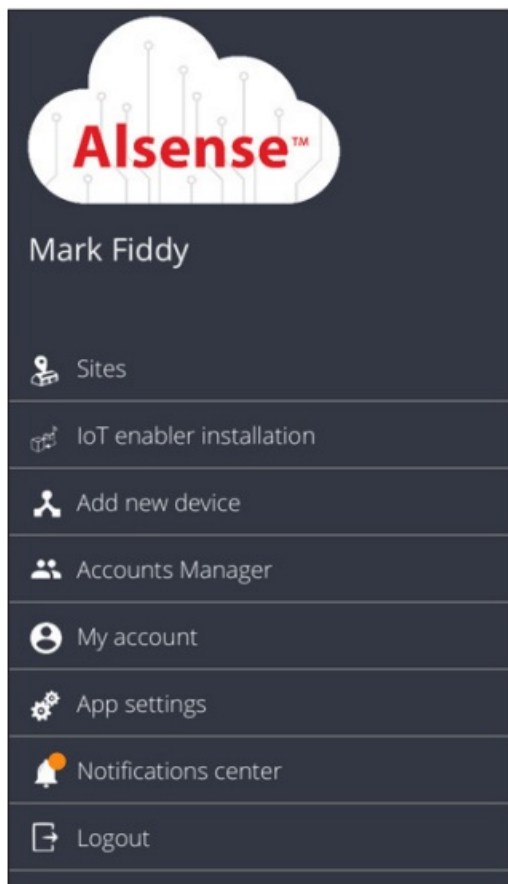 Alsense™
Mark Fiddy
Sites
IoT enabler installation
Add new device
Accounts Manager
My account
App settings
Notifications center
Logout